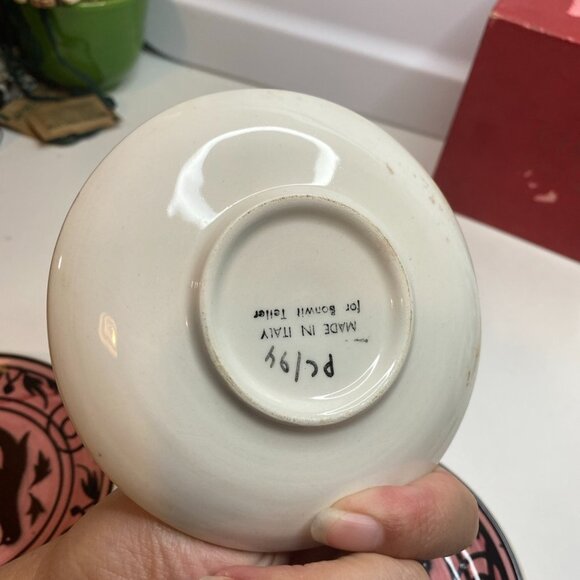 PC/94
MADE IN ITALY
for Bonwit Teller